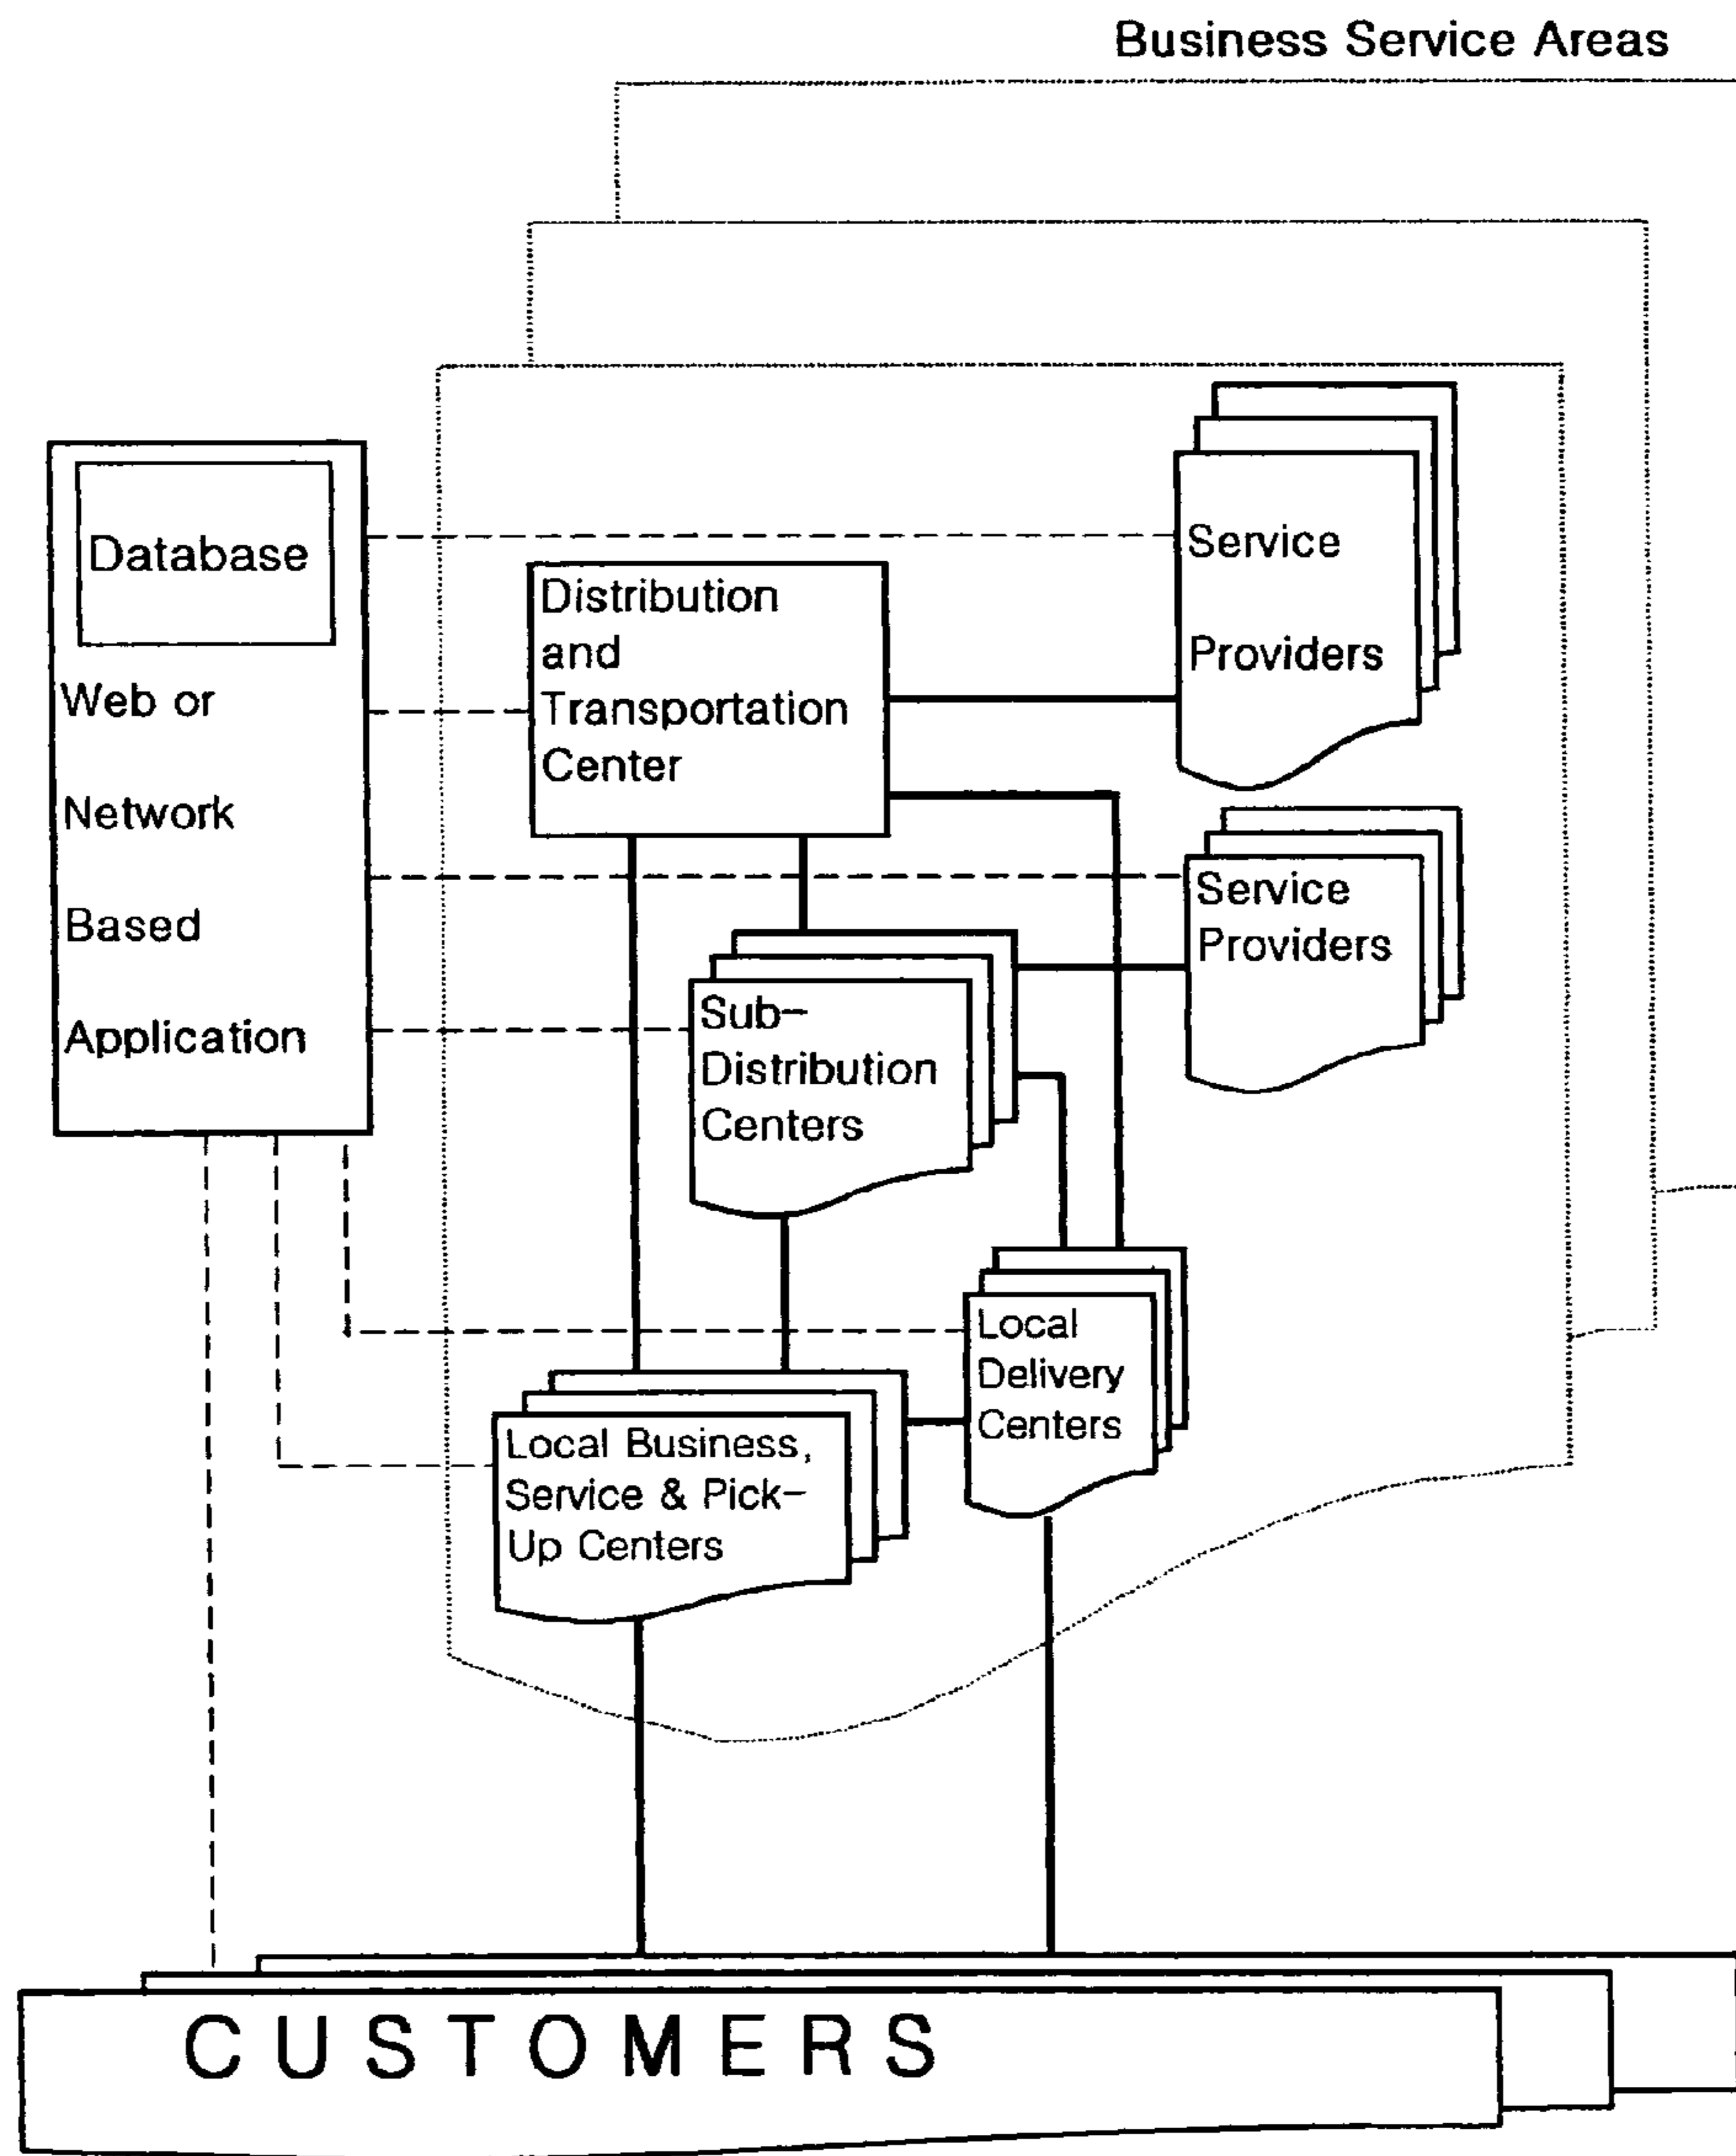 Business Service Areas
Database
Web or
Network
Based
Application
Distribution
and
Transportation
Center
Service
Providers
Service
Providers
Sub-
Distribution
Centers
Local
Delivery
Centers
Local Business,
Service & Pick-
Up Centers
CUSTOMERS